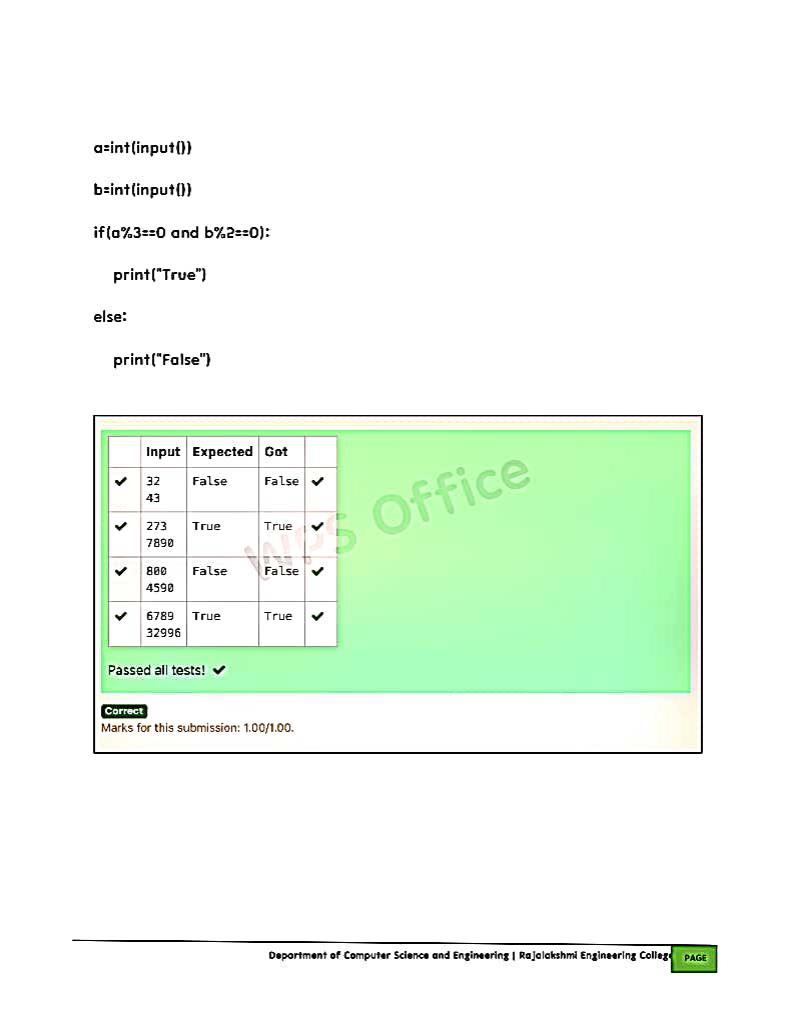 a=int(input())
b=int(input())
if(a%3==0 and b%2==0):
print("True")
else:
print("False")
Input Expected Got
32 False False
43
273 True True
7890
800 False False
4590
6789 True True
32996
WPS Office
Passed all tests!
Correct
Marks for this submission: 1.00/1.00.
Department of Computer Science and Engineering | Rajalakshmi Engineering College
PAGE